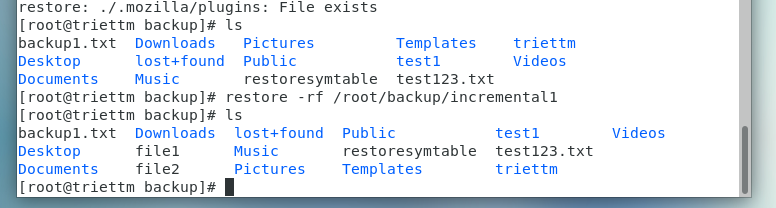 restore: ./.mozilla/plugins: File exists
[root@triettm backup]# ls
backup1.txt  Downloads   Pictures         Templates    triettm
Desktop      lost+found  Public           test1        Videos
Documents    Music       restoresymtable  test123.txt
[root@triettm backup]# restore -rf /root/backup/incremental1
[root@triettm backup]# ls
backup1.txt  Downloads  lost+found  Public           test1        Videos
Desktop      file1      Music       restoresymtable  test123.txt
Documents    file2      Pictures    Templates        triettm
[root@triettm backup]#